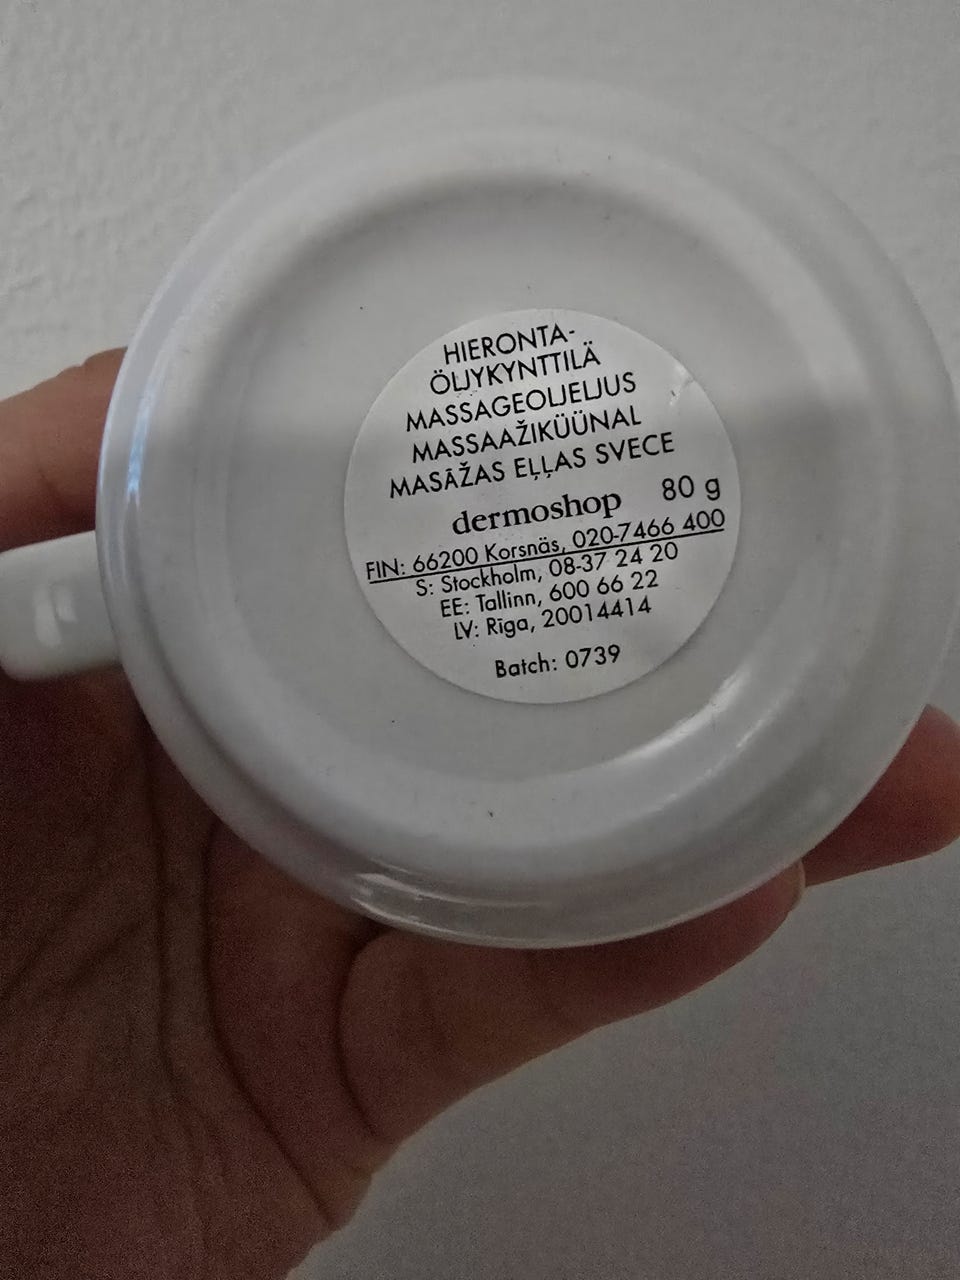 HIERONTA-
ÖLJYKYNTTILÄ
MASSAGEOLJELJUS
MASSAAŽIKÜÜNAL
MASĀŽAS EĻĻAS SVECE
dermoshop 80 g
FIN: 66200 Korsnäs, 020-7466 400
S: Stockholm, 08-37 24 20
EE: Tallinn, 600 66 22
LV: Rīga, 20014414
Batch: 0739